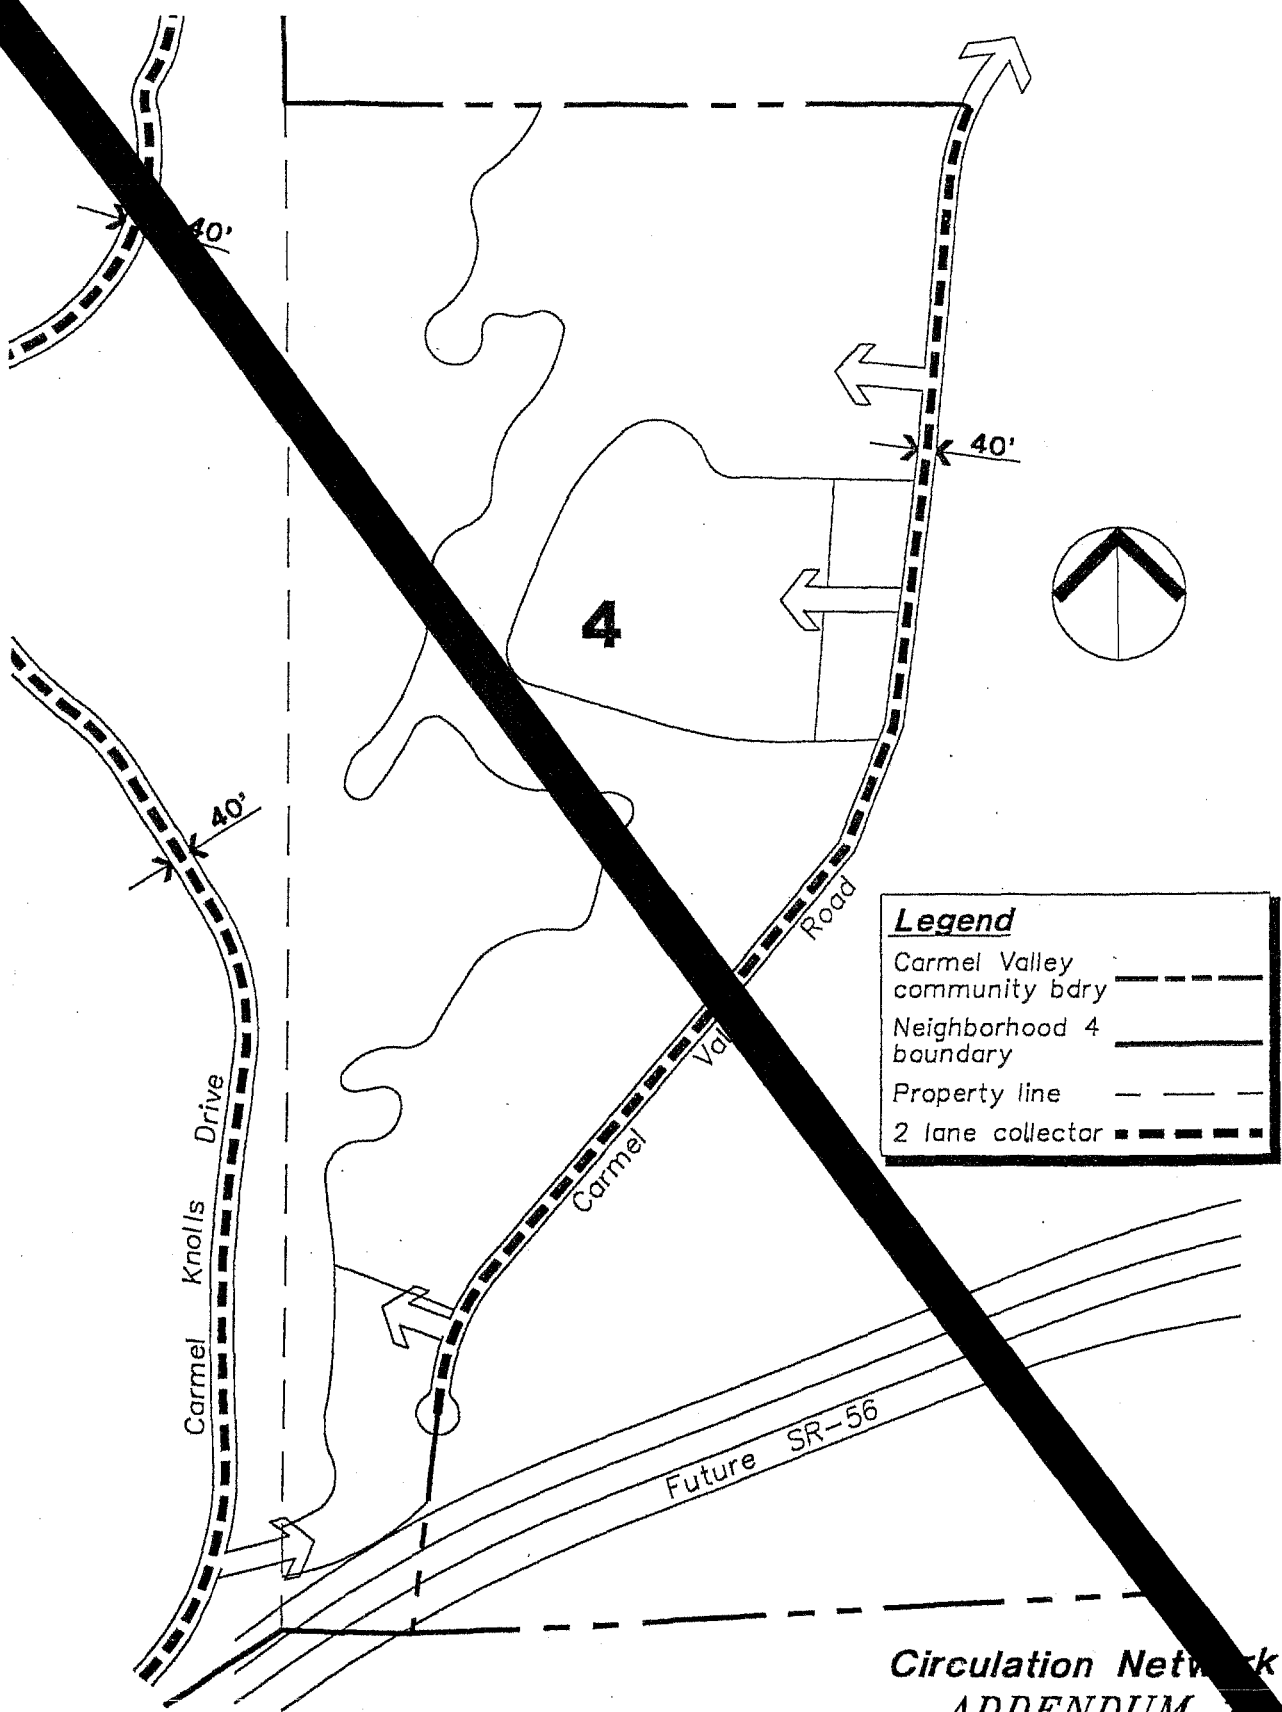 40'
40'
4
40'
Road
Carmel
Carmel Knolls Drive
Legend
Carmel Valley
community bdry
Neighborhood 4
boundary
Property line
2 lane collector
Future SR-56
Circulation
ADDENDUM